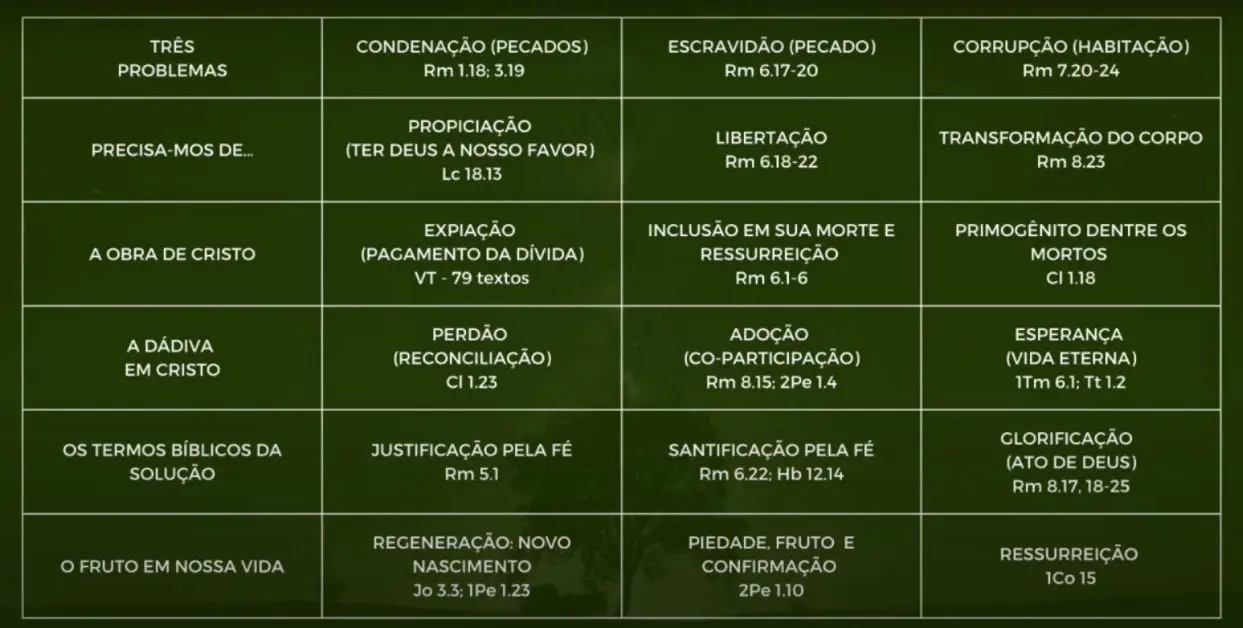 TRÊS
PROBLEMAS
CONDENAÇÃO (PECADOS)
Rm 1.18; 3.19
ESCRAVIDÃO (PECADO)
Rm 6.17-20
CORRUPÇÃO (HABITAÇÃO)
Rm 7.20-24
PRECISA-MOS DE...
PROPICIAÇÃO
(TER DEUS A NOSSO FAVOR)
Lc 18.13
LIBERTAÇÃO
Rm 6.18-22
TRANSFORMAÇÃO DO CORPO
Rm 8.23
A OBRA DE CRISTO
EXPIAÇÃO
(PAGAMENTO DA DÍVIDA)
VT - 79 textos
INCLUSÃO EM SUA MORTE E
RESSURREIÇÃO
Rm 6.1-6
PRIMOGÊNITO DENTRE OS
MORTOS
Cl 1.18
A DÁDIVA
EM CRISTO
PERDÃO
(RECONCILIAÇÃO)
Cl 1.23
ADOÇÃO
(CO-PARTICIPAÇÃO)
Rm 8.15; 2Pe 1.4
ESPERANÇA
(VIDA ETERNA)
1Tm 6.1; Tt 1.2
OS TERMOS BÍBLICOS DA
SOLUÇÃO
JUSTIFICAÇÃO PELA FÉ
Rm 5.1
SANTIFICAÇÃO PELA FÉ
Rm 6.22; Hb 12.14
GLORIFICAÇÃO
(ATO DE DEUS)
Rm 8.17, 18-25
O FRUTO EM NOSSA VIDA
REGENERAÇÃO: NOVO
NASCIMENTO
Jo 3.3; 1Pe 1.23
PIEDADE, FRUTO E
CONFIRMAÇÃO
2Pe 1.10
RESSURREIÇÃO
1Co 15